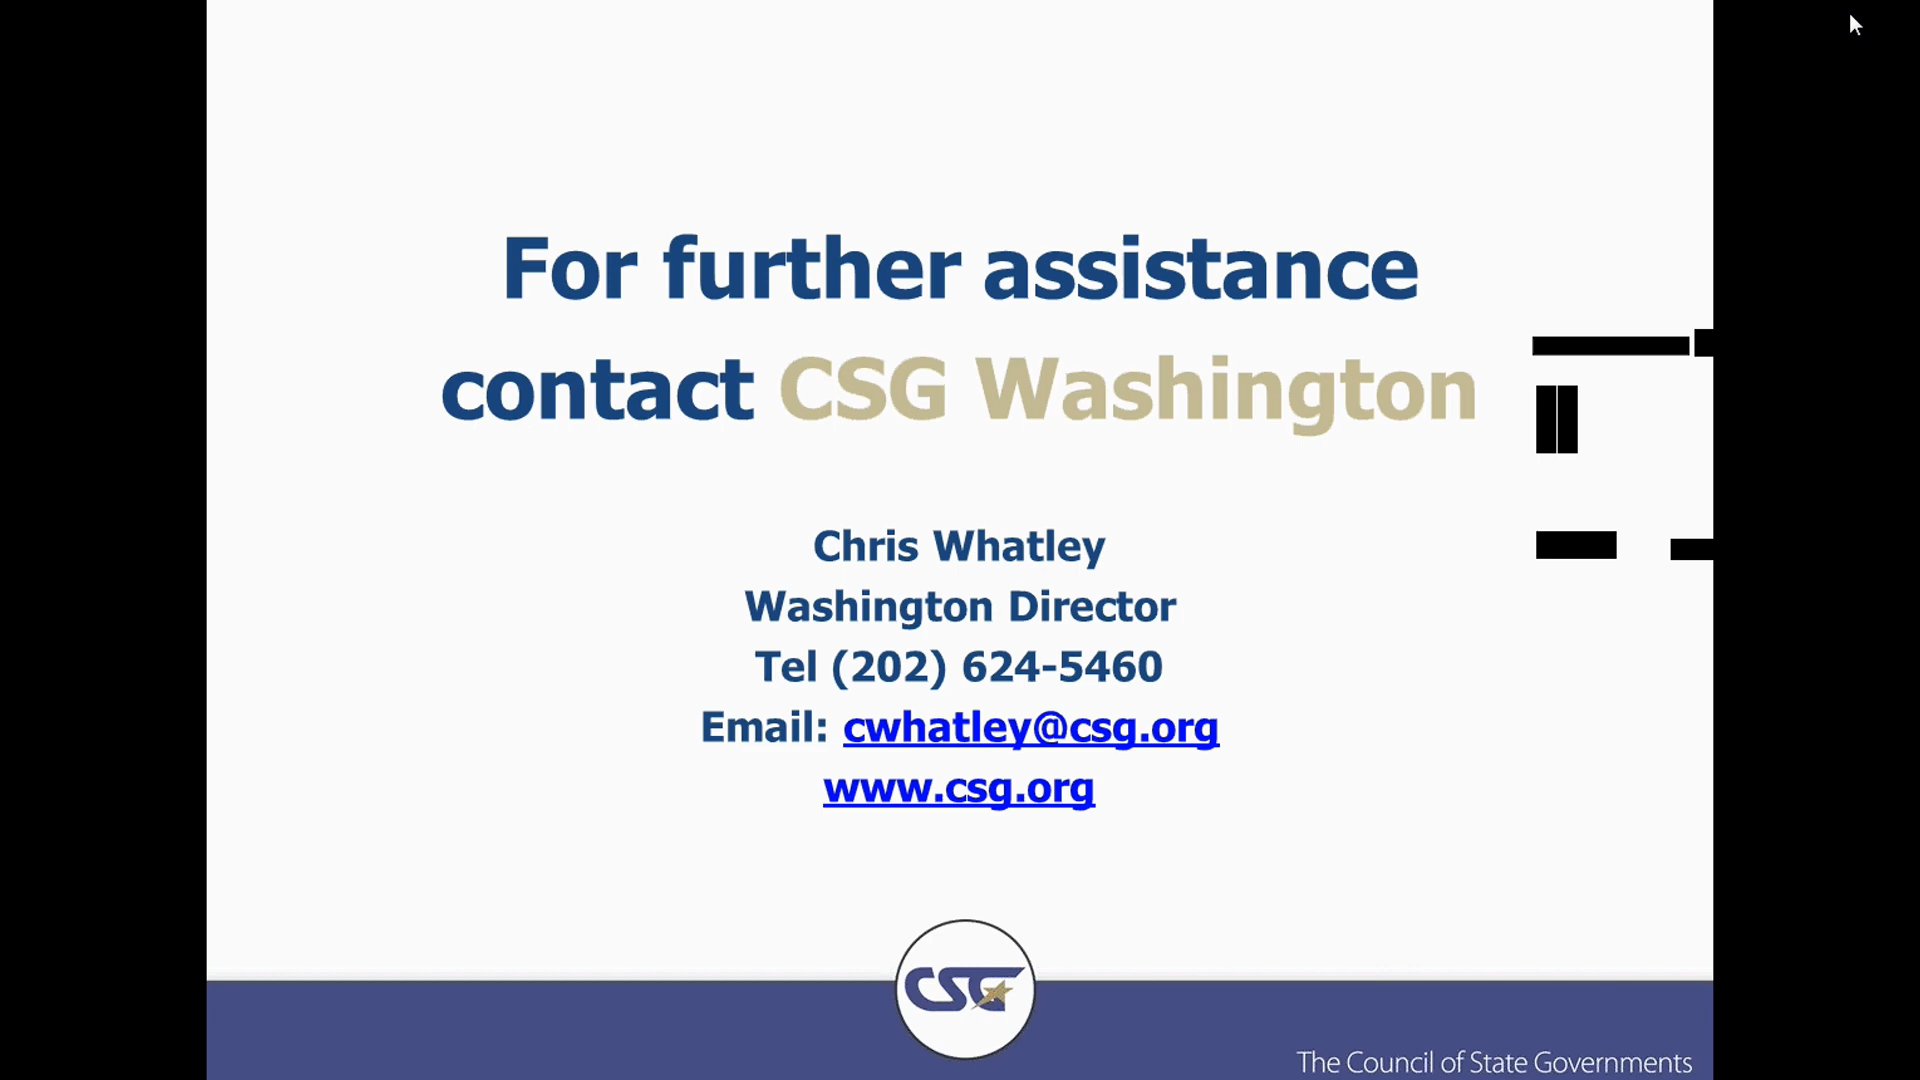 For further assistance
contact CSG Washington
Chris Whatley
Washington Director
Tel (202) 624-5460
Email: cwhatley@csg.org
www.csg.org
CSG
The Council of State Governments